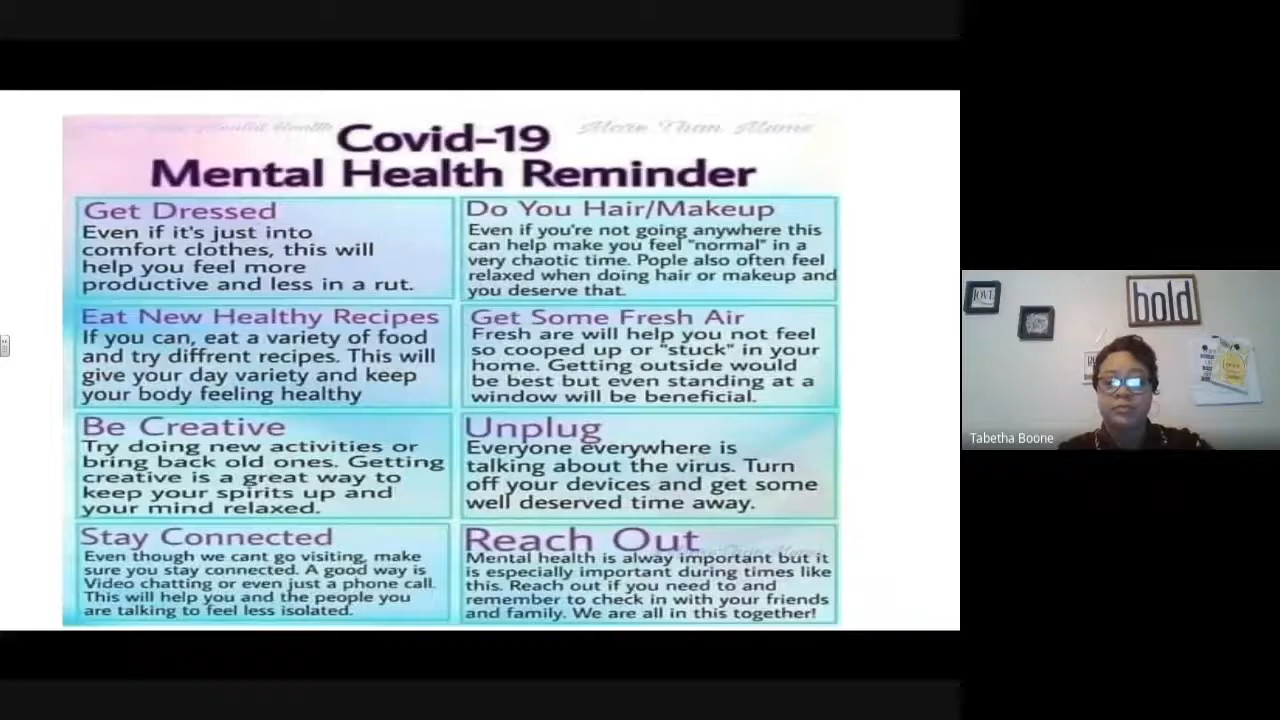 Mental Health
More Than Mame
Covid-19
Mental Health Reminder
Get Dressed
Even if it's just into
comfort clothes, this will
help you feel more
productive and less in a rut.
Do You Hair/Makeup
Even if you're not going anywhere this
can help make you feel "normal" in a
very chaotic time. Pople also often feel
relaxed when doing hair or makeup and
you deserve that.
Eat New Healthy Recipes
If you can, eat a variety of food
and try diffrent recipes. This will
give your day variety and keep
your body feeling healthy
Get Some Fresh Air
Fresh are will help you not feel
so cooped up or "stuck" in your
home. Getting outside would
be best but even standing at a
window will be beneficial.
Be Creative
Try doing new activities or
bring back old ones. Getting
creative is a great way to
keep your spirits up and
your mind relaxed.
Unplug
Everyone everywhere is
talking about the virus. Turn
off your devices and get some
well deserved time away.
Stay Connected
Even though we cant go visiting, make
sure you stay connected. A good way is
Video chatting or even just a phone call.
This will help you and the people you
are talking to feel less isolated.
Reach Out
Mental health is alway important but it
is especially important during times like
this. Reach out if you need to and
remember to check in with your friends
and family. We are all in this together!
LOVE
bold
Tabetha Boone